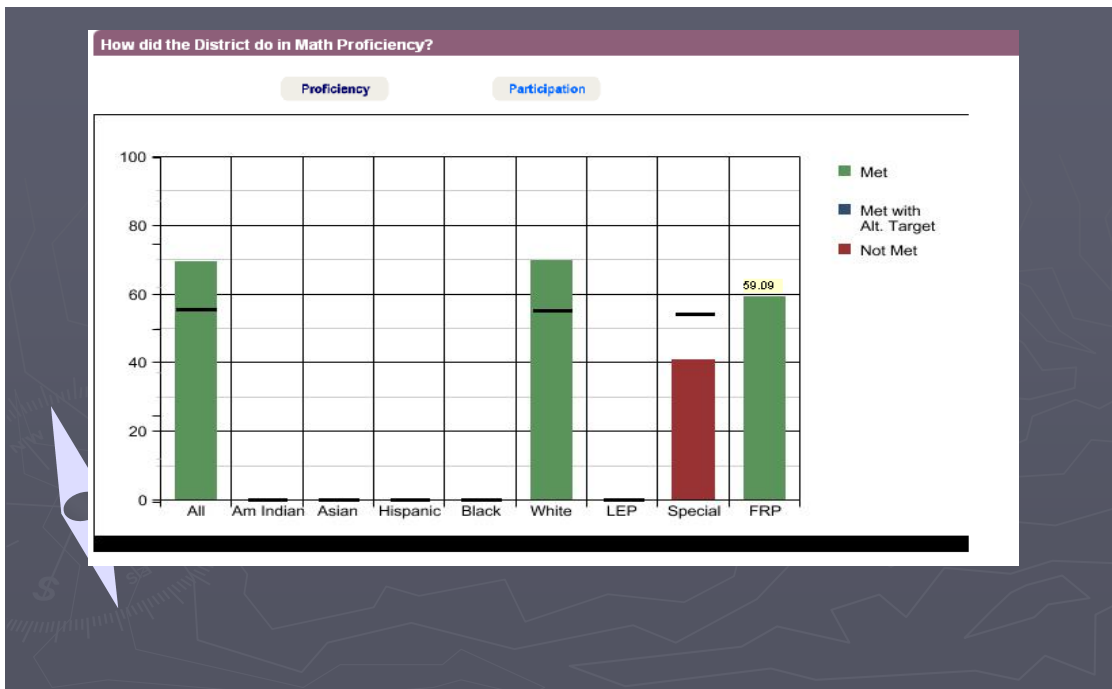 How did the District do in Math Proficiency?
Proficiency Participation
100
80
60
40
20
0
59.09
All Am Indian Asian Hispanic Black White LEP Special FRP
Met
Met with
Alt. Target
Not Met
S